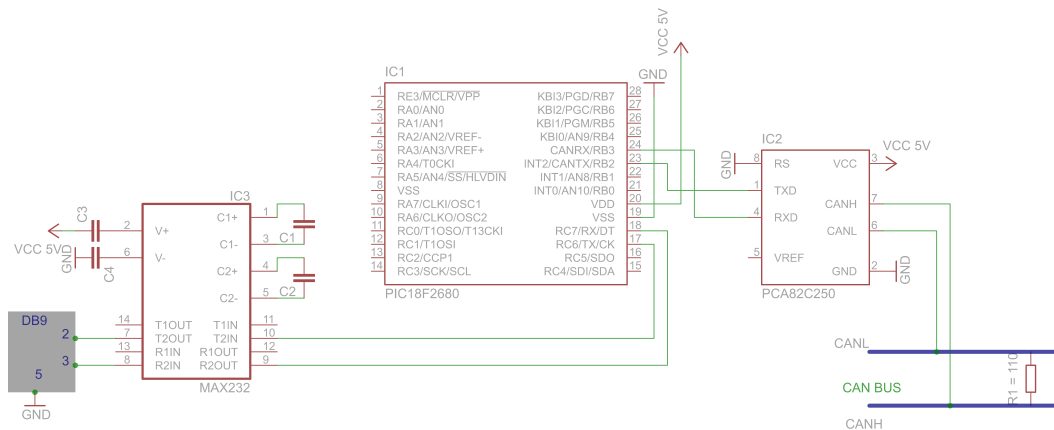 VCC 5V
GND
IC1
1 RE3/MCLR/VPP KBI3/PGD/RB7 28
2 RA0/AN0 KBI2/PGC/RB6 27
3 RA1/AN1 KBI1/PGM/RB5 26
4 RA2/AN2/VREF- KBI0/AN9/RB4 25
5 RA3/AN3/VREF+ CANRX/RB3 24
6 RA4/T0CKI INT2/CANTX/RB2 23
7 RA5/AN4/SS/HLVDIN INT1/AN8/RB1 22
8 VSS INT0/AN10/RB0 21
9 RA7/CLKI/OSC1 VDD 20
10 RA6/CLKO/OSC2 VSS 19
11 RC0/T1OSO/T13CKI RC7/RX/DT 18
12 RC1/T1OSI RC6/TX/CK 17
13 RC2/CCP1 RC5/SDO 16
14 RC3/SCK/SCL RC4/SDI/SDA 15
PIC18F2680
IC2
GND
VCC 5V
8 RS VCC 3
1 TXD CANH 7
4 RXD CANL 6
5 VREF GND 2
GND
PCA82C250
IC3
C3
VCC 5V
GND
C4
2 V+ C1+ 1
6 V- C1- 3
C1
C2+ 4
C2- 5
C2
14 T1OUT T1IN 11
7 T2OUT T2IN 10
13 R1IN R1OUT 12
8 R2IN R2OUT 9
MAX232
DB9
2
3
5
GND
CANL
CAN BUS
R1 = 110
CANH